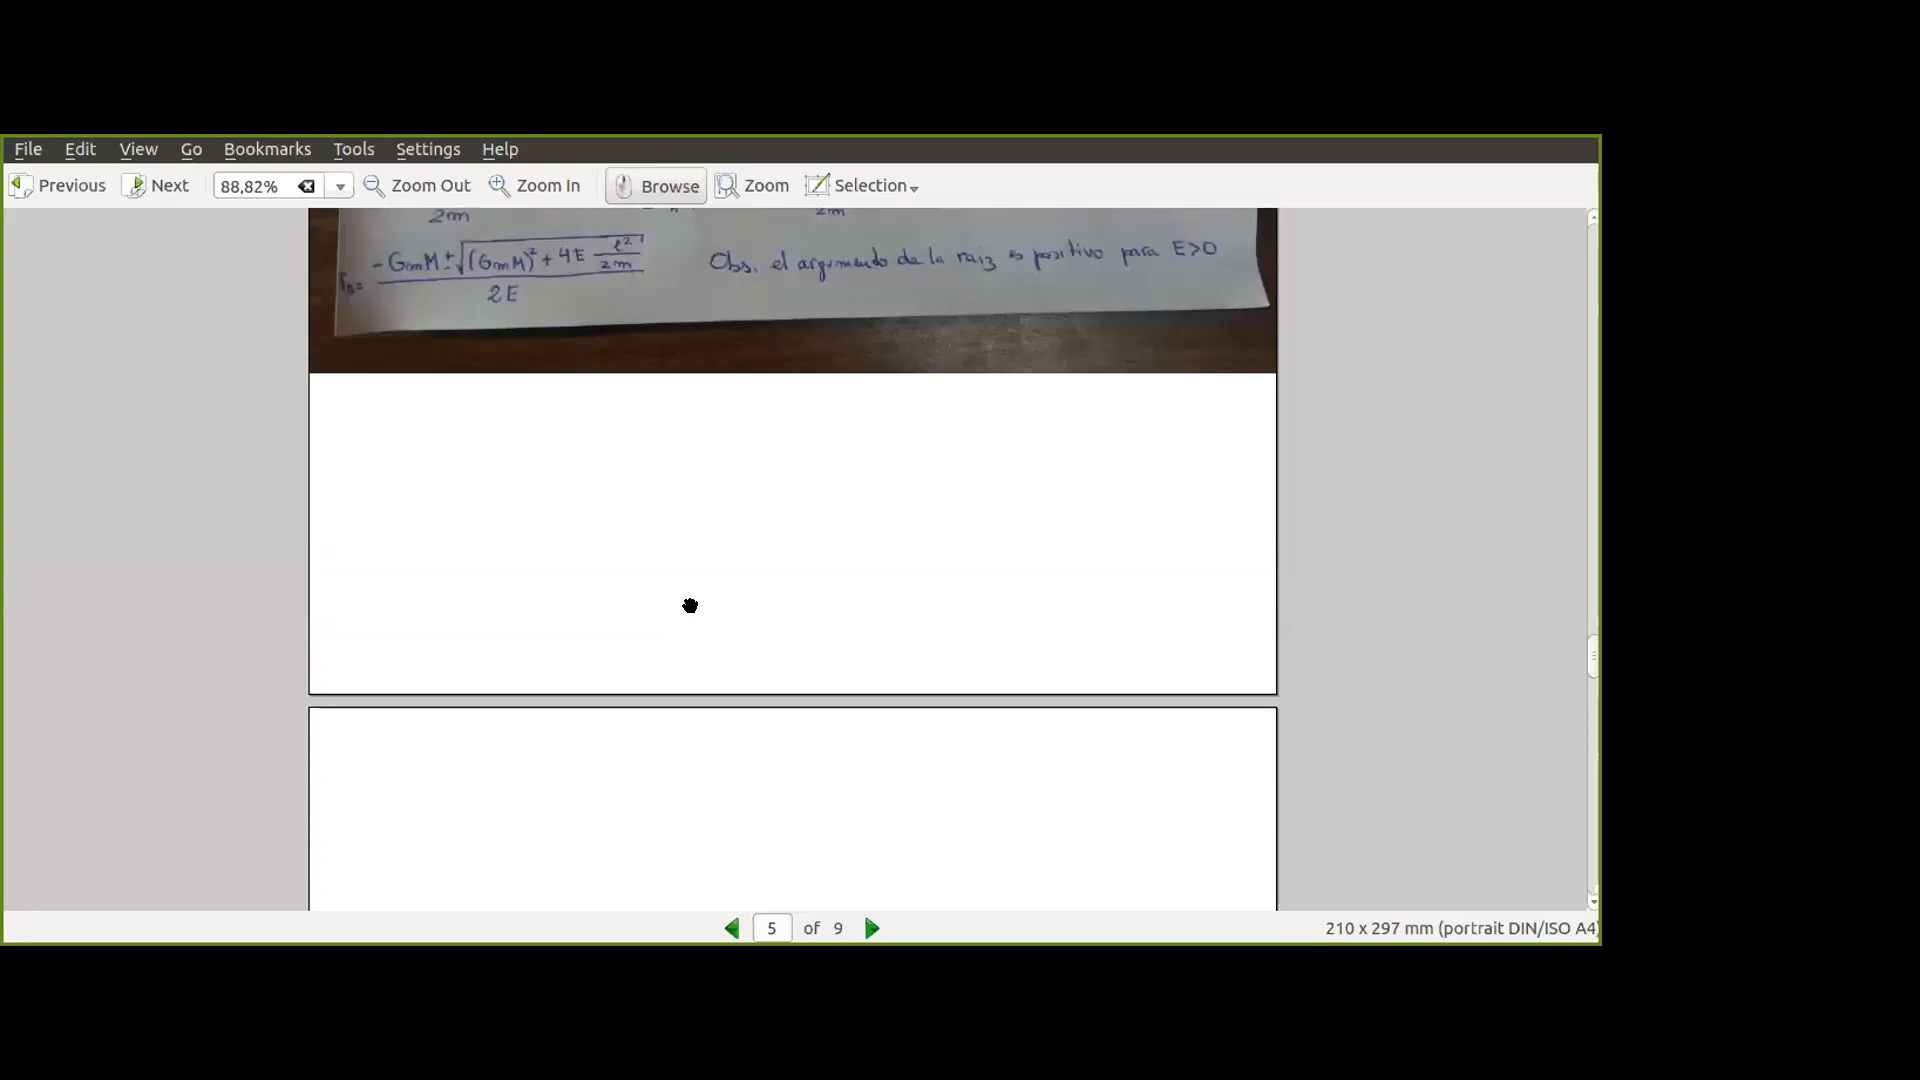 File Edit View Go Bookmarks Tools Settings Help
Previous Next 88,82% Zoom Out Zoom In Browse Zoom Selection
2m 2m
-GmM ± √(GmM)² + 4E l²/2m
2E
Obs. el argumento de la raiz es positivo para E>0
5 of 9
210 x 297 mm (portrait DIN/ISO A4)